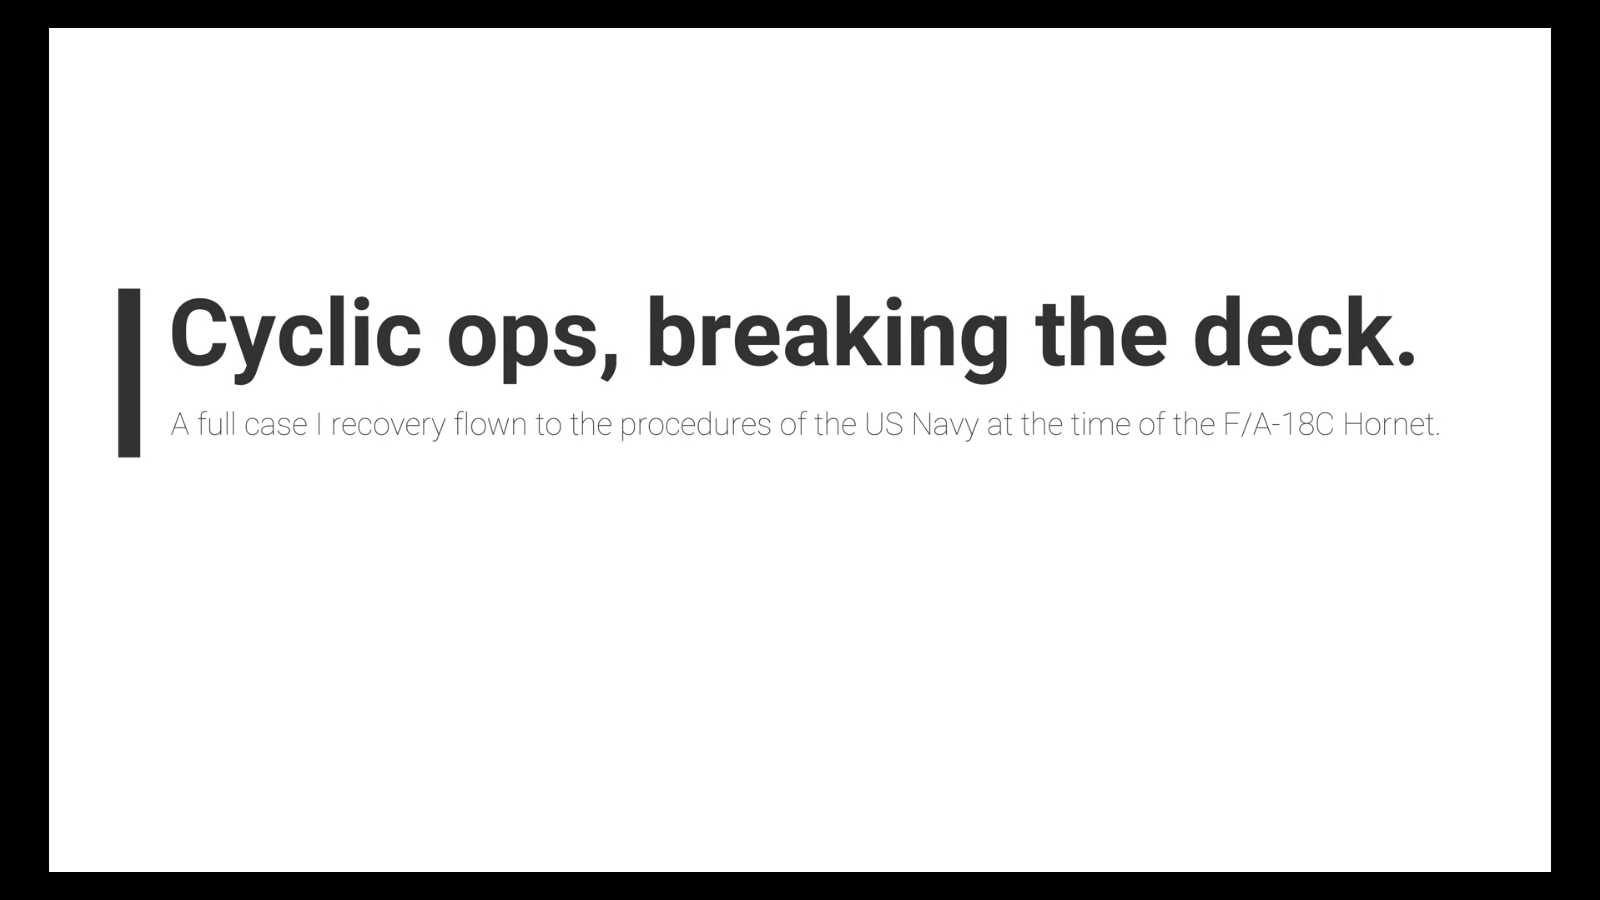 Cyclic ops, breaking the deck.
A full case I recovery flown to the procedures of the US Navy at the time of the F/A-18C Hornet.